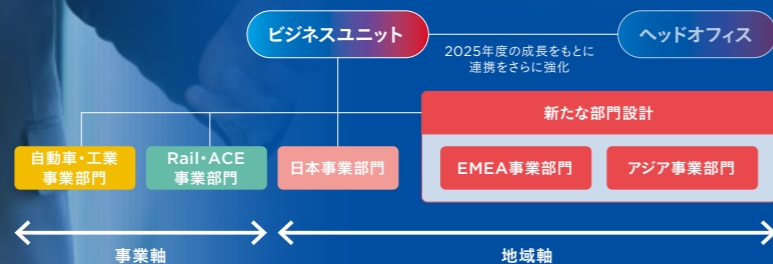 ビジネスユニット
ヘッドオフィス
2025年度の成長をもとに
連携をさらに強化
新たな部門設計
自動車・工業
事業部門
Rail・ACE
事業部門
日本事業部門
EMEA事業部門
アジア事業部門
事業軸
地域軸